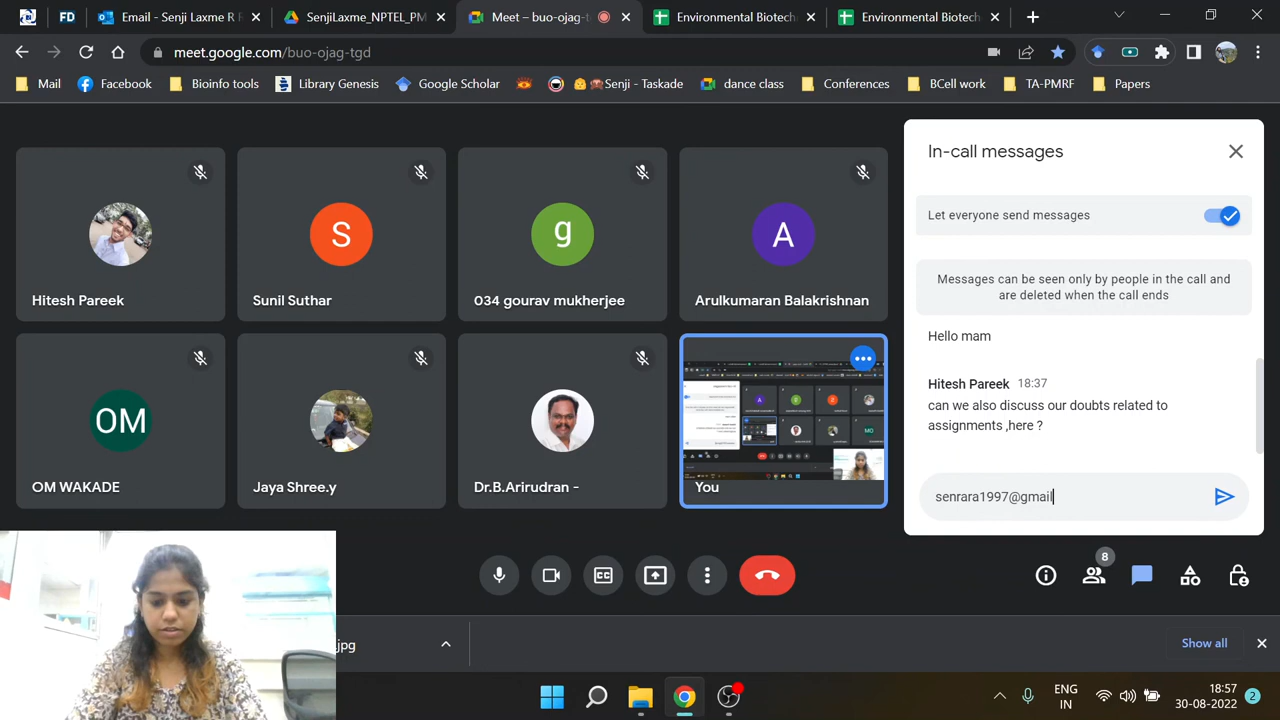 Email - Senji Laxme R R
SenjiLaxme_NPTEL_PM
Meet – buo-ojag-t
Environmental Biotech
Environmental Biotech
meet.google.com/buo-ojag-tgd
Mail
Facebook
Bioinfo tools
Library Genesis
Google Scholar
Senji - Taskade
dance class
Conferences
BCell work
TA-PMRF
Papers
In-call messages
Let everyone send messages
Messages can be seen only by people in the call and
are deleted when the call ends
Hello mam
Hitesh Pareek 18:37
can we also discuss our doubts related to
assignments ,here ?
senrara1997@gmail
Hitesh Pareek
S
Sunil Suthar
g
034 gourav mukherjee
A
Arulkumaran Balakrishnan
OM
OM WAKADE
Jaya Shree.y
Dr.B.Arirudran -
You
8
jpg
Show all
ENG
IN
18:57
30-08-2022
2